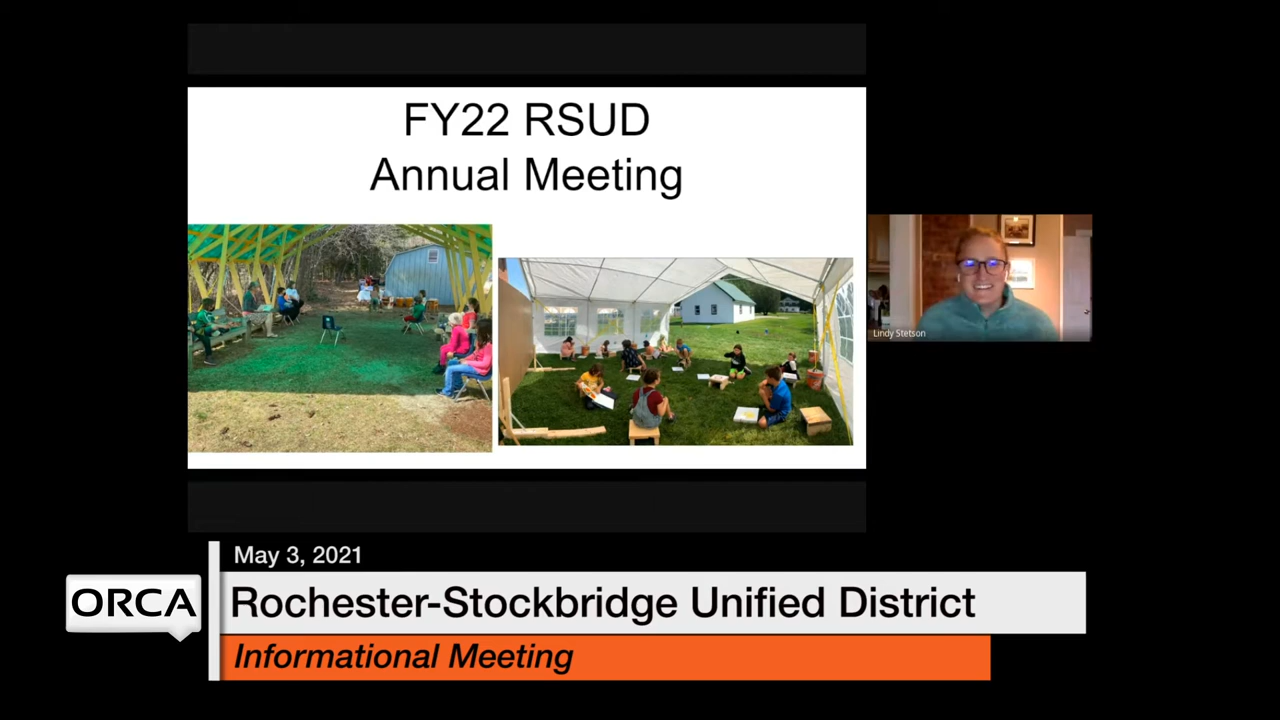 FY22 RSUD
Annual Meeting
Lindy Stetson
May 3, 2021
ORCA
Rochester-Stockbridge Unified District
Informational Meeting